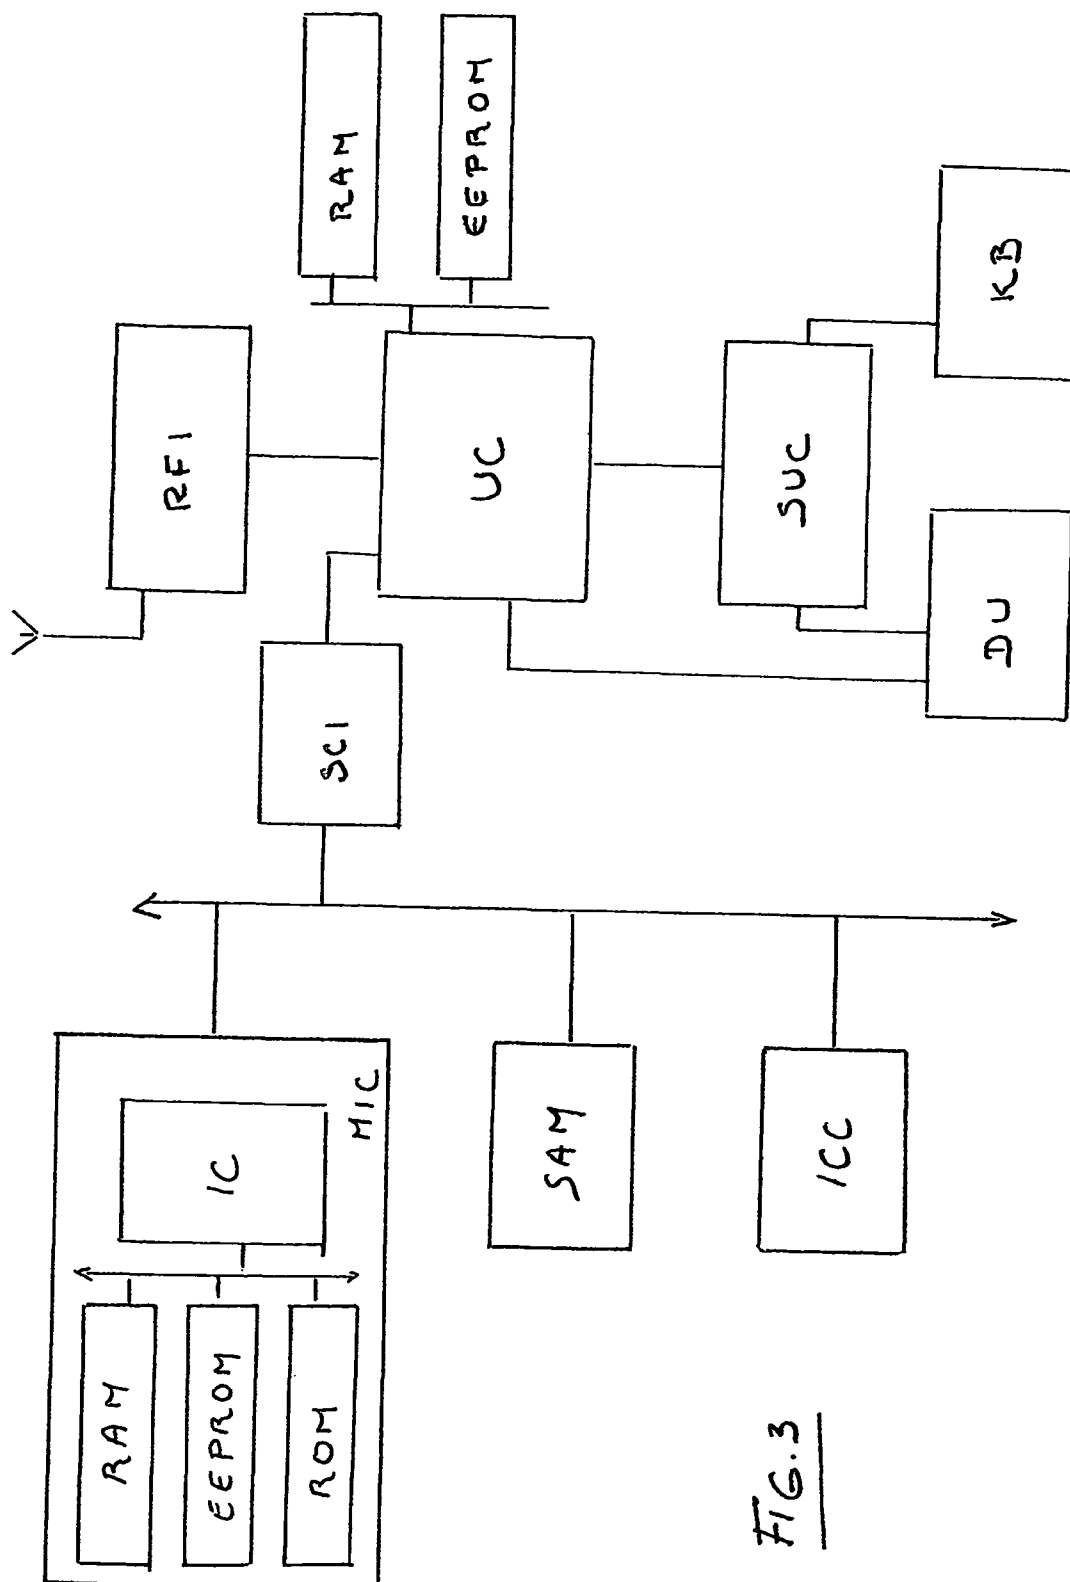 RAM
EEPROM
ROM
IC
MIC
SAM
ICC
SCI
RFI
UC
SUC
DU
KB
RAM
EEPROM
FIG.3